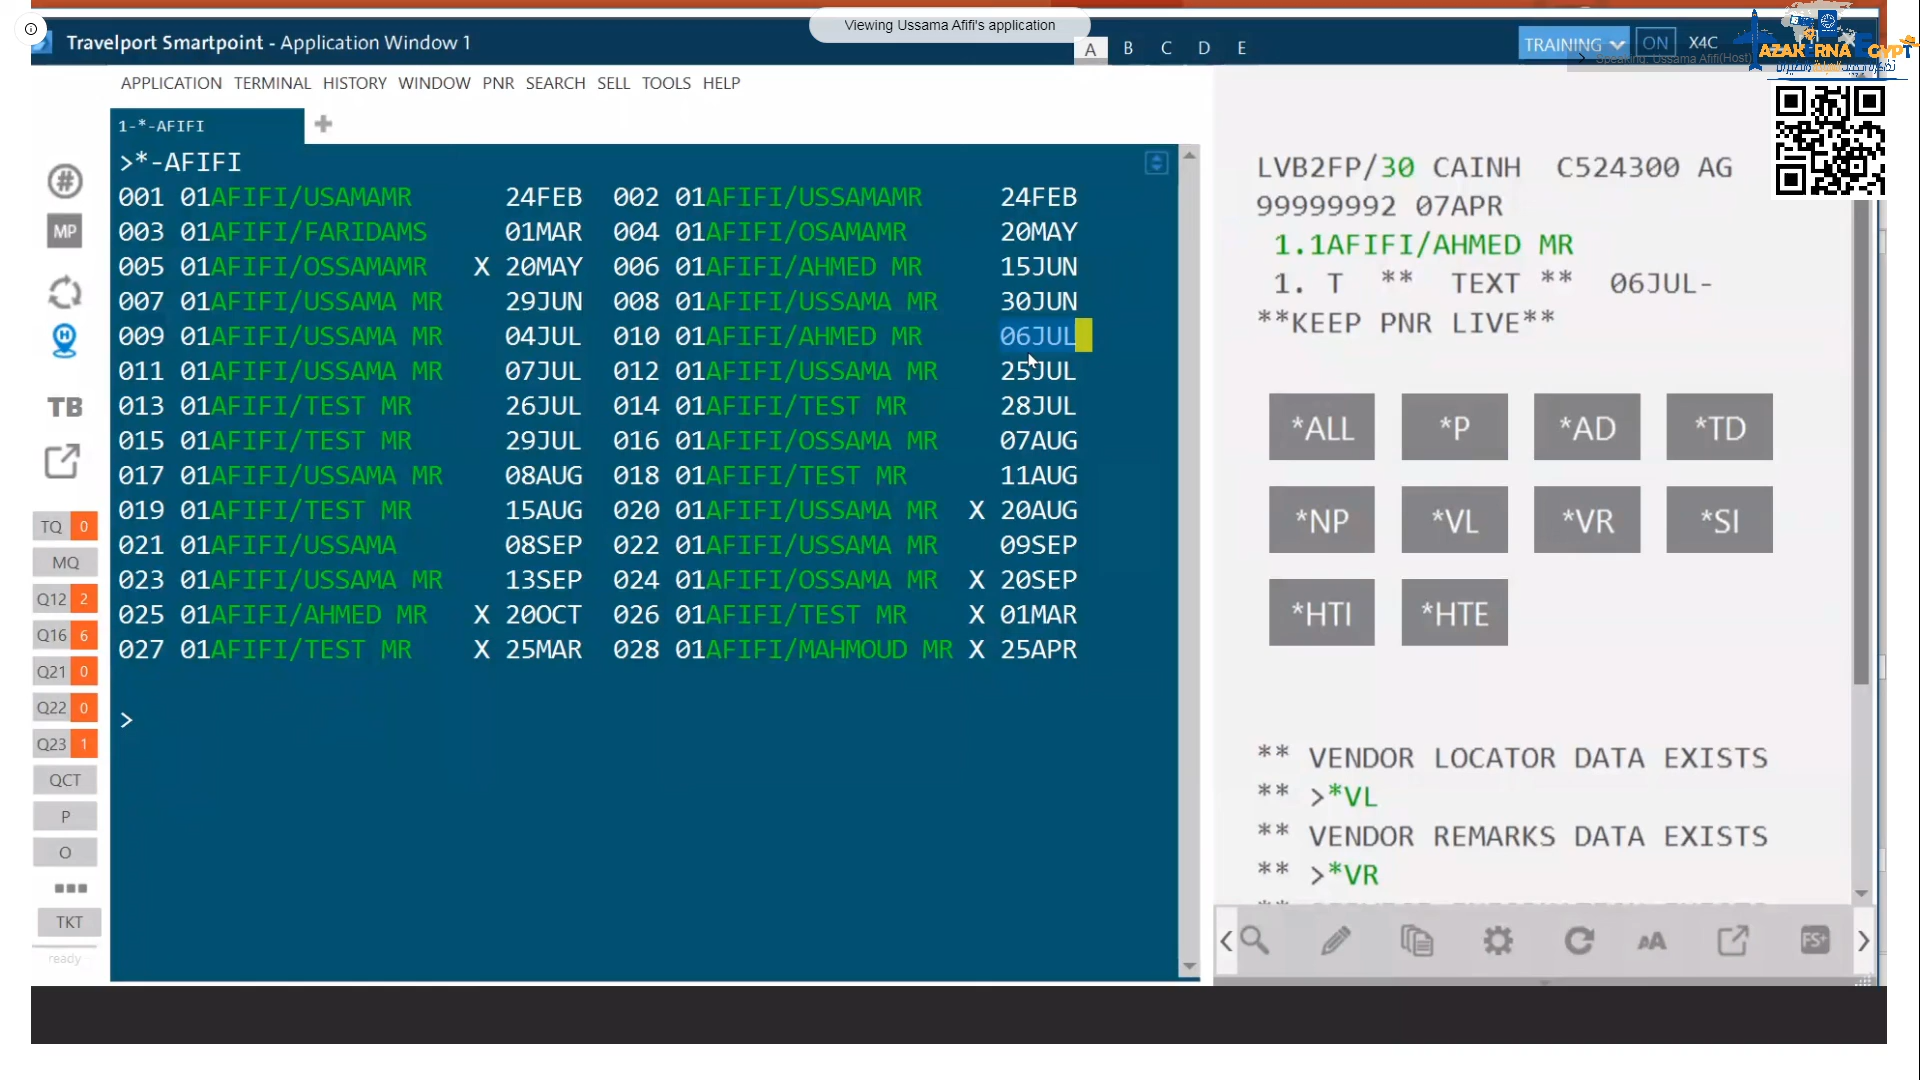 Viewing Ussama Afifi's application
Travelport Smartpoint - Application Window 1
A B C D E
TRAINING ON X4C
Speaking: Ussama Afifi(Host)
APPLICATION TERMINAL HISTORY WINDOW PNR SEARCH SELL TOOLS HELP
1-*-AFIFI
>*-AFIFI
001 01AFIFI/USAMAMR 24FEB 002 01AFIFI/USSAMAMR 24FEB
003 01AFIFI/FARIDAMS 01MAR 004 01AFIFI/OSAMAMR 20MAY
005 01AFIFI/OSSAMAMR X 20MAY 006 01AFIFI/AHMED MR 15JUN
007 01AFIFI/USSAMA MR 29JUN 008 01AFIFI/USSAMA MR 30JUN
009 01AFIFI/USSAMA MR 04JUL 010 01AFIFI/AHMED MR 06JUL
011 01AFIFI/USSAMA MR 07JUL 012 01AFIFI/USSAMA MR 25JUL
013 01AFIFI/TEST MR 26JUL 014 01AFIFI/TEST MR 28JUL
015 01AFIFI/TEST MR 29JUL 016 01AFIFI/OSSAMA MR 07AUG
017 01AFIFI/USSAMA MR 08AUG 018 01AFIFI/TEST MR 11AUG
019 01AFIFI/TEST MR 15AUG 020 01AFIFI/USSAMA MR X 20AUG
021 01AFIFI/USSAMA 08SEP 022 01AFIFI/USSAMA MR 09SEP
023 01AFIFI/USSAMA MR 13SEP 024 01AFIFI/OSSAMA MR X 20SEP
025 01AFIFI/AHMED MR X 20OCT 026 01AFIFI/TEST MR X 01MAR
027 01AFIFI/TEST MR X 25MAR 028 01AFIFI/MAHMOUD MR X 25APR
>
#
MP
H
TB
TQ 0
MQ
Q12 2
Q16 6
Q21 0
Q22 0
Q23 1
QCT
P
O
TKT
ready
LVB2FP/30 CAINH C524300 AG
99999992 07APR
1.1AFIFI/AHMED MR
1. T ** TEXT ** 06JUL-
**KEEP PNR LIVE**
*ALL *P *AD *TD
*NP *VL *VR *SI
*HTI *HTE
** VENDOR LOCATOR DATA EXISTS
** >*VL
** VENDOR REMARKS DATA EXISTS
** >*VR
AA FS+